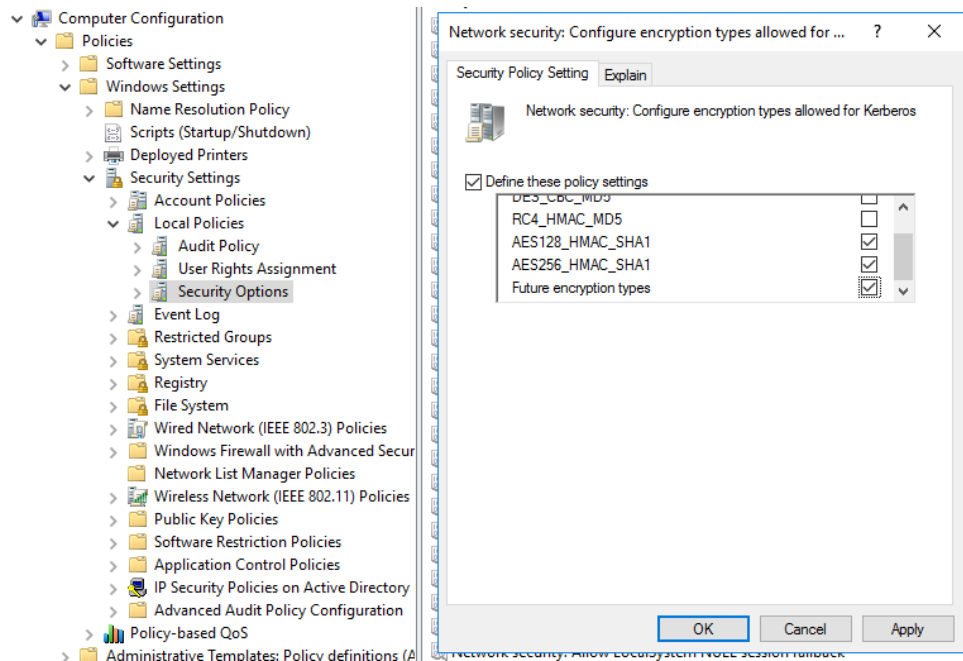 Computer Configuration
Policies
Software Settings
Windows Settings
Name Resolution Policy
Scripts (Startup/Shutdown)
Deployed Printers
Security Settings
Account Policies
Local Policies
Audit Policy
User Rights Assignment
Security Options
Event Log
Restricted Groups
System Services
Registry
File System
Wired Network (IEEE 802.3) Policies
Windows Firewall with Advanced Secur
Network List Manager Policies
Wireless Network (IEEE 802.11) Policies
Public Key Policies
Software Restriction Policies
Application Control Policies
IP Security Policies on Active Directory
Advanced Audit Policy Configuration
Policy-based QoS
Administrative Templates: Policy definitions (A
Network security: Configure encryption types allowed for ... ?
Security Policy Setting Explain
Network security: Configure encryption types allowed for Kerberos
Define these policy settings
DES_CBC_MD5
RC4_HMAC_MD5
AES128_HMAC_SHA1
AES256_HMAC_SHA1
Future encryption types
OK Cancel Apply
Network security: Allow LocalSystem NULL session fallback